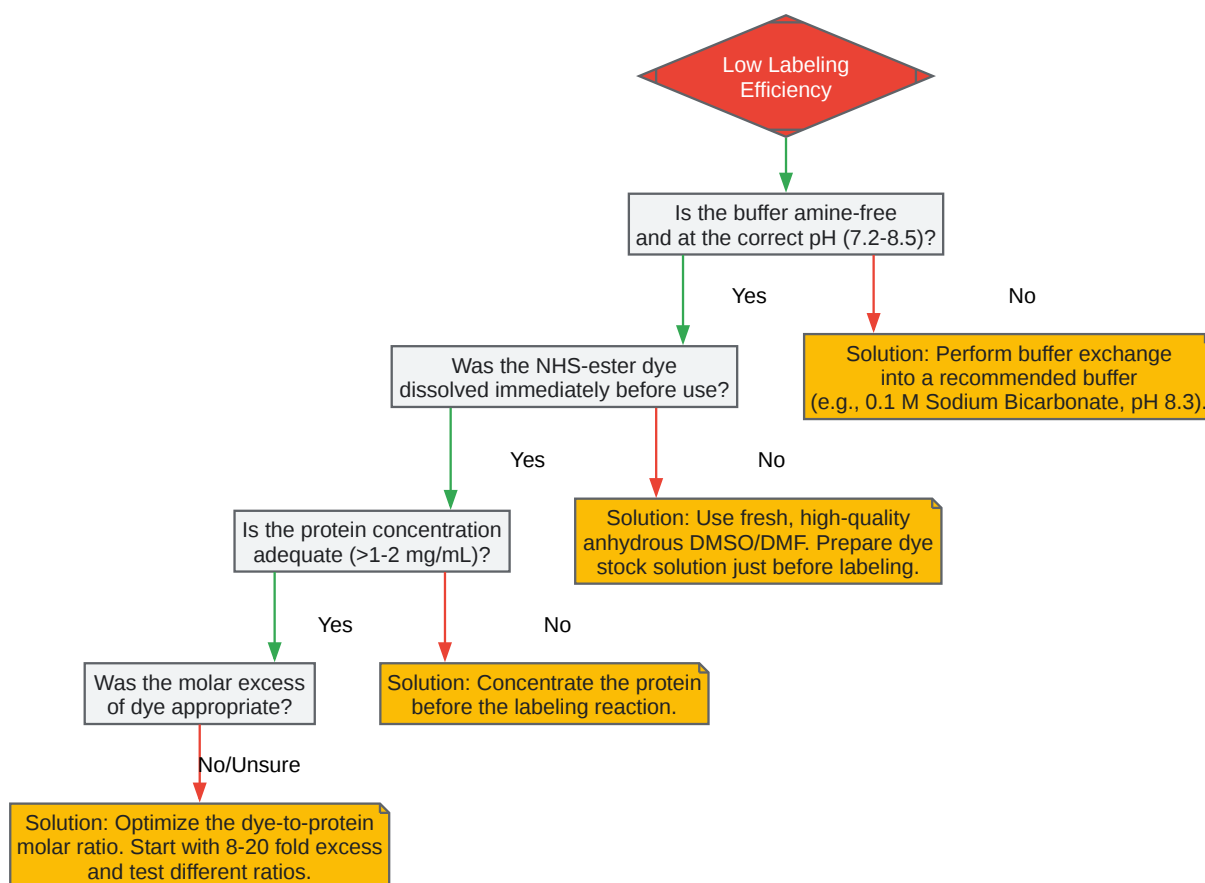 Low Labeling
Efficiency
Is the buffer amine-free
and at the correct pH (7.2-8.5)?
Yes
No
Was the NHS-ester dye
dissolved immediately before use?
Solution: Perform buffer exchange
into a recommended buffer
(e.g., 0.1 M Sodium Bicarbonate, pH 8.3).
Yes
No
Is the protein concentration
adequate (>1-2 mg/mL)?
Solution: Use fresh, high-quality
anhydrous DMSO/DMF. Prepare dye
stock solution just before labeling.
Yes
No
Was the molar excess
of dye appropriate?
Solution: Concentrate the protein
before the labeling reaction.
No/Unsure
Solution: Optimize the dye-to-protein
molar ratio. Start with 8-20 fold excess
and test different ratios.